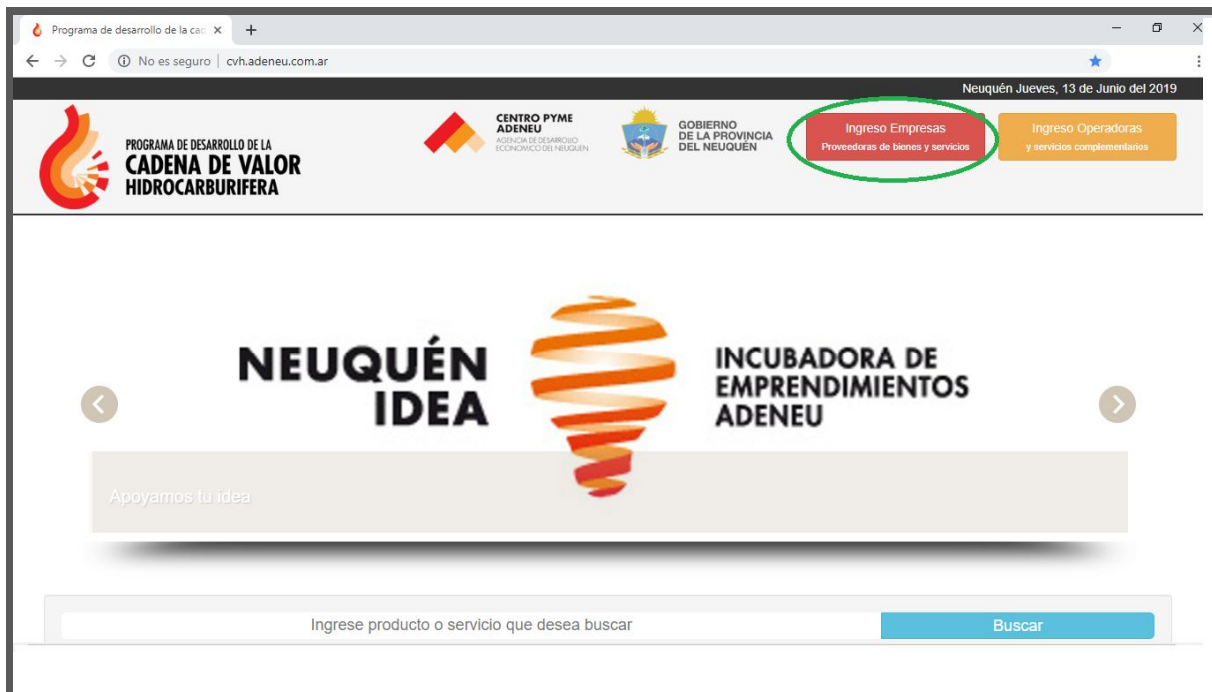 Programa de desarrollo de la cad
No es seguro | cvh.adeneu.com.ar
Neuquén Jueves, 13 de Junio del 2019
PROGRAMA DE DESARROLLO DE LA
CADENA DE VALOR
HIDROCARBURIFERA
CENTRO PYME
ADENEU
AGENCIA DE DESARROLLO
ECONOMICO DEL NEUQUEN
GOBIERNO
DE LA PROVINCIA
DEL NEUQUÉN
Ingreso Empresas
Proveedoras de bienes y servicios
Ingreso Operadoras
y servicios complementarios
NEUQUÉN
IDEA
INCUBADORA DE
EMPRENDIMIENTOS
ADENEU
Apoyamos tu idea
Ingrese producto o servicio que desea buscar
Buscar